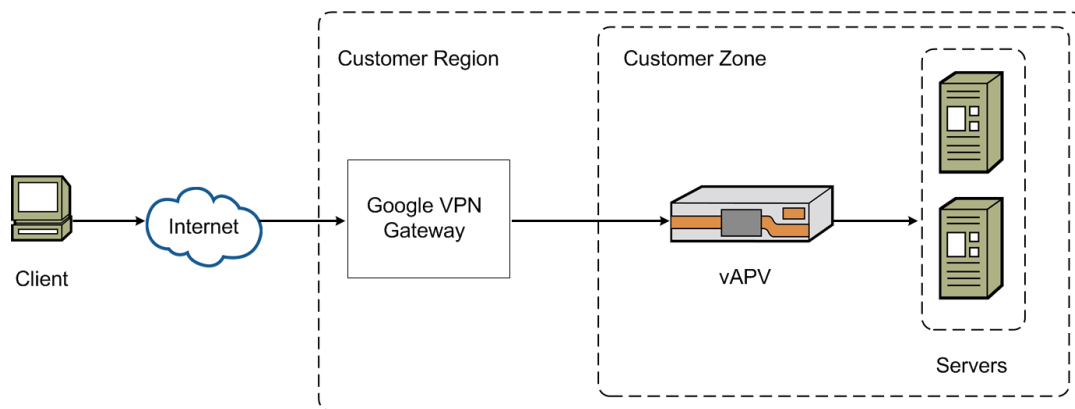 Customer Region
Customer Zone
Client
Internet
Google VPN
Gateway
vAPV
Servers